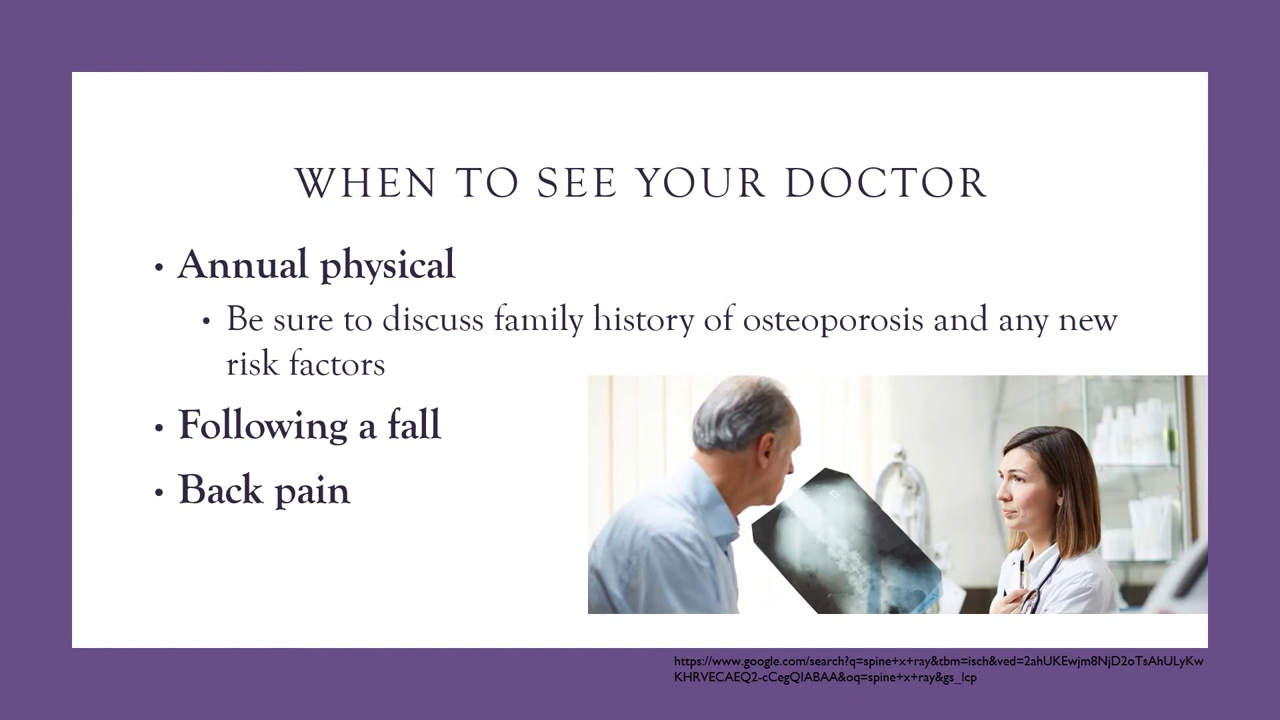 WHEN TO SEE YOUR DOCTOR
• Annual physical
• Be sure to discuss family history of osteoporosis and any new
risk factors
• Following a fall
• Back pain
https://www.google.com/search?q=spine+x+ray&tbm=isch&ved=2ahUKEwjm8NjD2oTsAhULyKw
KHRVECAEQ2-cCegQIABAA&oq=spine+x+ray&gs_lcp